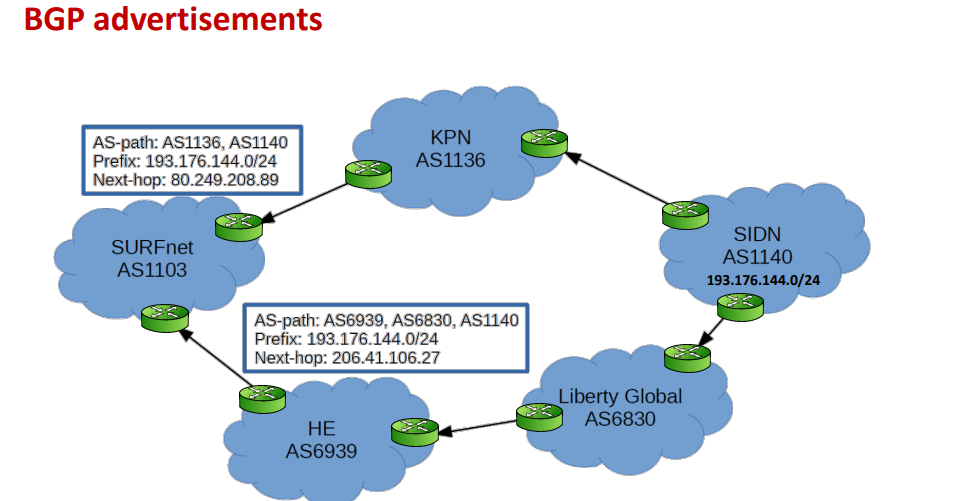 BGP advertisements
KPN
AS1136
AS-path: AS1136, AS1140
Prefix: 193.176.144.0/24
Next-hop: 80.249.208.89
SURFnet
AS1103
SIDN
AS1140
193.176.144.0/24
AS-path: AS6939, AS6830, AS1140
Prefix: 193.176.144.0/24
Next-hop: 206.41.106.27
Liberty Global
AS6830
HE
AS6939